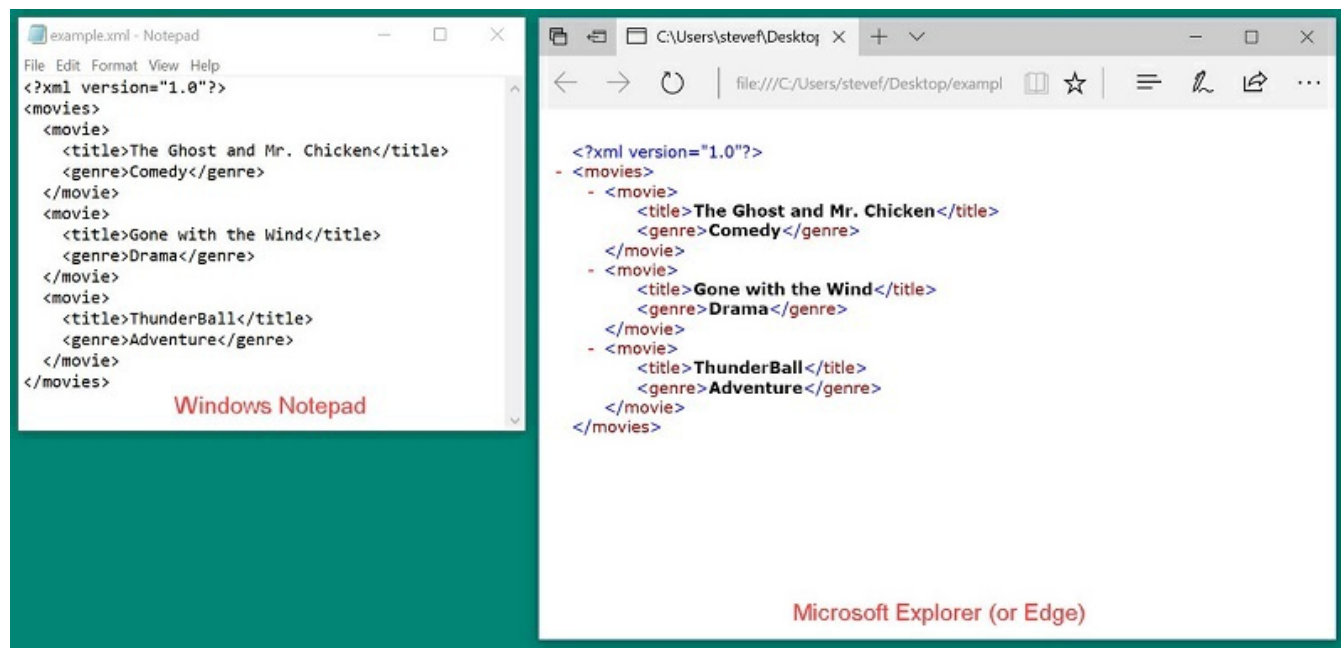 example.xml - Notepad
File Edit Format View Help
<?xml version="1.0"?>
<movies>
  <movie>
    <title>The Ghost and Mr. Chicken</title>
    <genre>Comedy</genre>
  </movie>
  <movie>
    <title>Gone with the Wind</title>
    <genre>Drama</genre>
  </movie>
  <movie>
    <title>ThunderBall</title>
    <genre>Adventure</genre>
  </movie>
</movies>
Windows Notepad
C:\Users\stevef\Desktop
file:///C:/Users/stevef/Desktop/exampl
<?xml version="1.0"?>
- <movies>
  - <movie>
      <title>The Ghost and Mr. Chicken</title>
      <genre>Comedy</genre>
    </movie>
  - <movie>
      <title>Gone with the Wind</title>
      <genre>Drama</genre>
    </movie>
  - <movie>
      <title>ThunderBall</title>
      <genre>Adventure</genre>
    </movie>
  </movies>
Microsoft Explorer (or Edge)